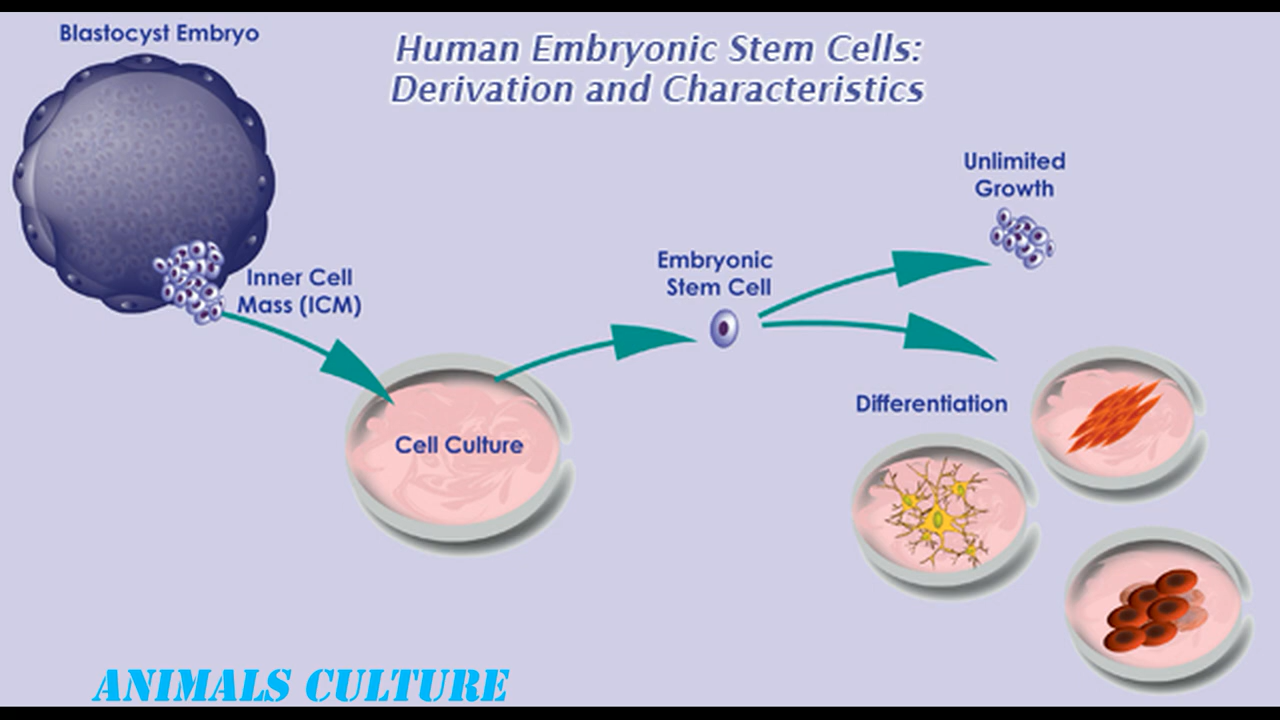 Blastocyst Embryo
Human Embryonic Stem Cells:
Derivation and Characteristics
Unlimited
Growth
Embryonic
Stem Cell
Inner Cell
Mass (ICM)
Differentiation
Cell Culture
ANIMALS CULTURE